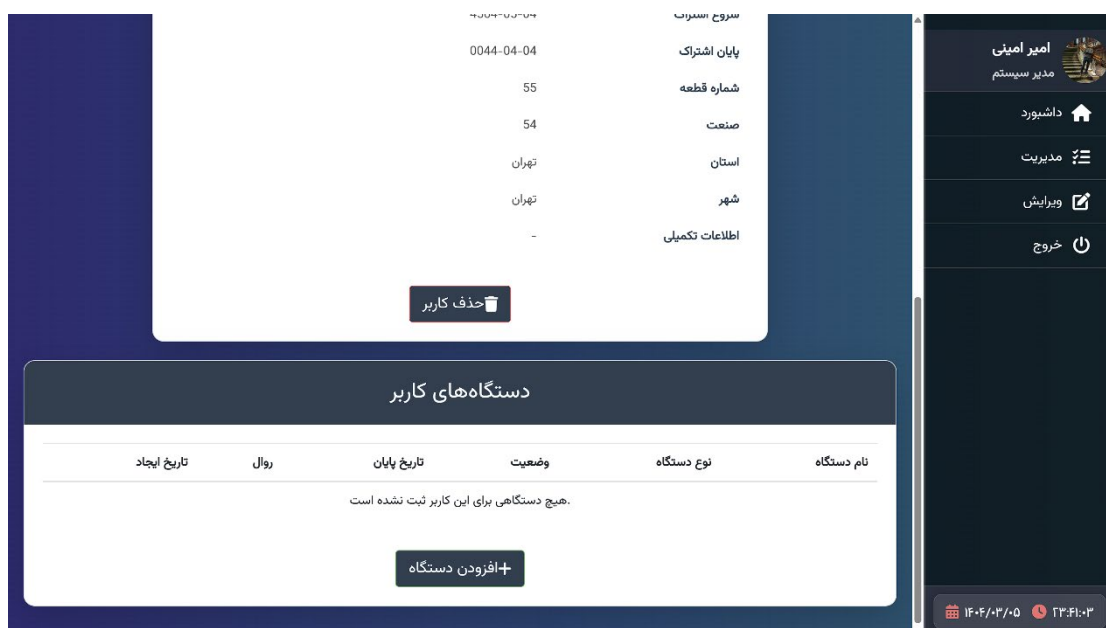 امیر امینی
مدیر سیستم
داشبورد
مدیریت
ویرایش
خروج
۱۴۰۴/۰۳/۰۵ ۲۳:۴۱:۰۳
شروع اشتراک
پایان اشتراک 0044-04-04
شماره قطعه 55
صنعت 54
استان تهران
شهر تهران
اطلاعات تکمیلی -
حذف کاربر
دستگاه‌های کاربر
نام دستگاه نوع دستگاه وضعیت تاریخ پایان روال تاریخ ایجاد
هیچ دستگاهی برای این کاربر ثبت نشده است.
+افزودن دستگاه